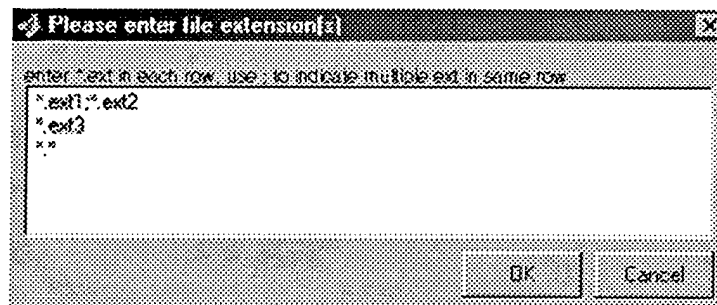 Please enter file extension(s)
enter *.ext in each row, use ; to indicate multiple ext in same row
*.ext1;*.ext2
*.ext3
*.*
OK Cancel